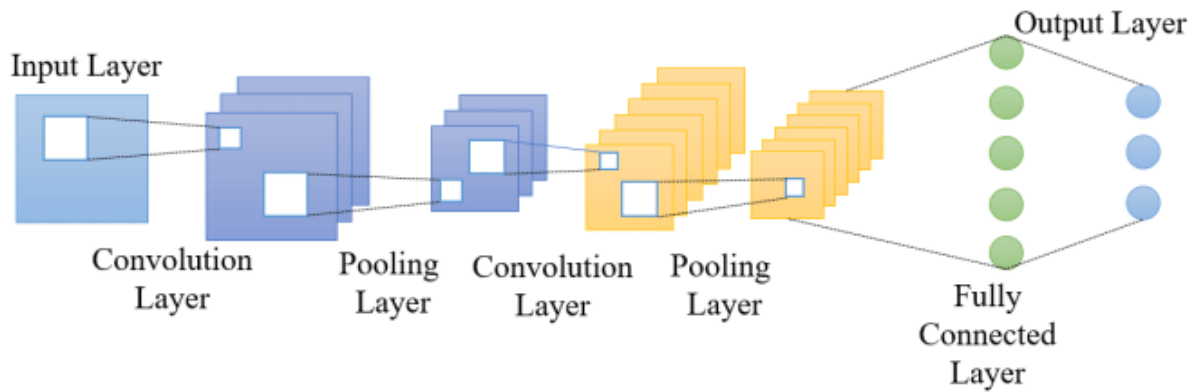 Input Layer
Convolution
Layer
Pooling
Layer
Convolution
Layer
Pooling
Layer
Fully
Connected
Layer
Output Layer